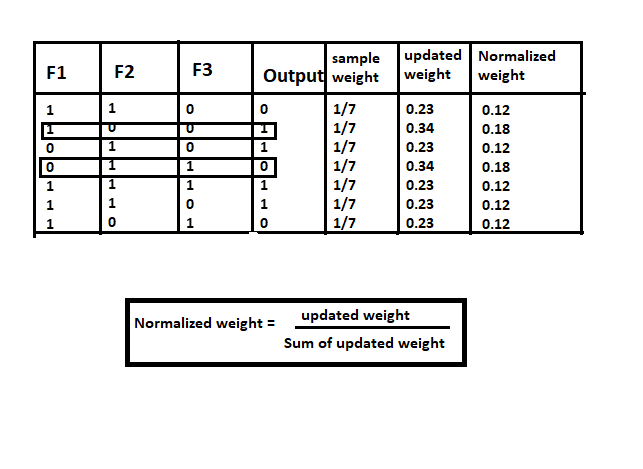 F1 F2 F3 Output sample weight updated weight Normalized weight
1 1 0 0 1/7 0.23 0.12
1 0 0 1 1/7 0.34 0.18
0 1 0 1 1/7 0.23 0.12
0 1 1 0 1/7 0.34 0.18
1 1 1 1 1/7 0.23 0.12
1 1 0 1 1/7 0.23 0.12
1 0 1 0 1/7 0.23 0.12
Normalized weight =
updated weight
Sum of updated weight